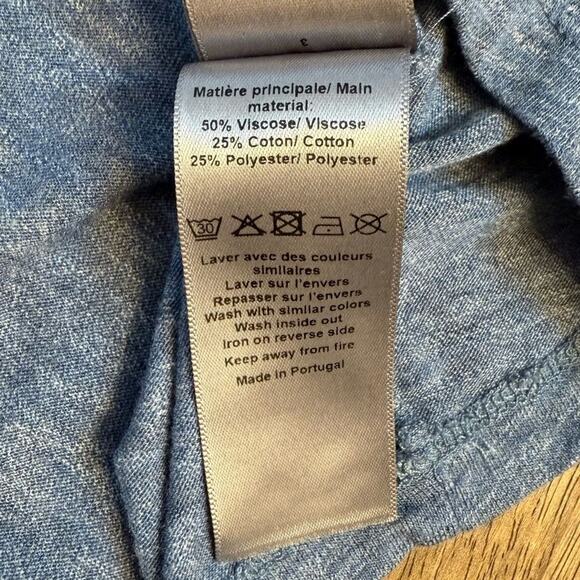 3
Matière principale/ Main
material:
50% Viscose/ Viscose
25% Coton/ Cotton
25% Polyester/ Polyester
30
Laver avec des couleurs
similaires
Laver sur l'envers
Repasser sur l'envers
Wash with similar colors
Wash inside out
Iron on reverse side
Keep away from fire
Made in Portugal